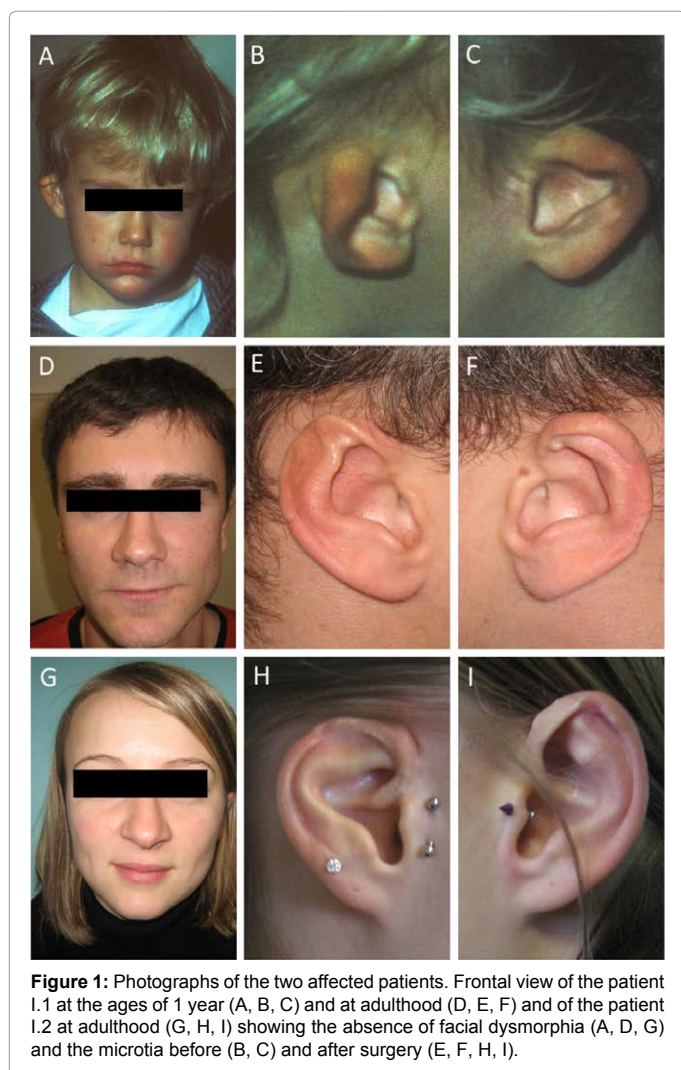 A
B
C
D
E
F
G
H
I
Figure 1: Photographs of the two affected patients. Frontal view of the patient
I.1 at the ages of 1 year (A, B, C) and at adulthood (D, E, F) and of the patient
I.2 at adulthood (G, H, I) showing the absence of facial dysmorphia (A, D, G)
and the microtia before (B, C) and after surgery (E, F, H, I).